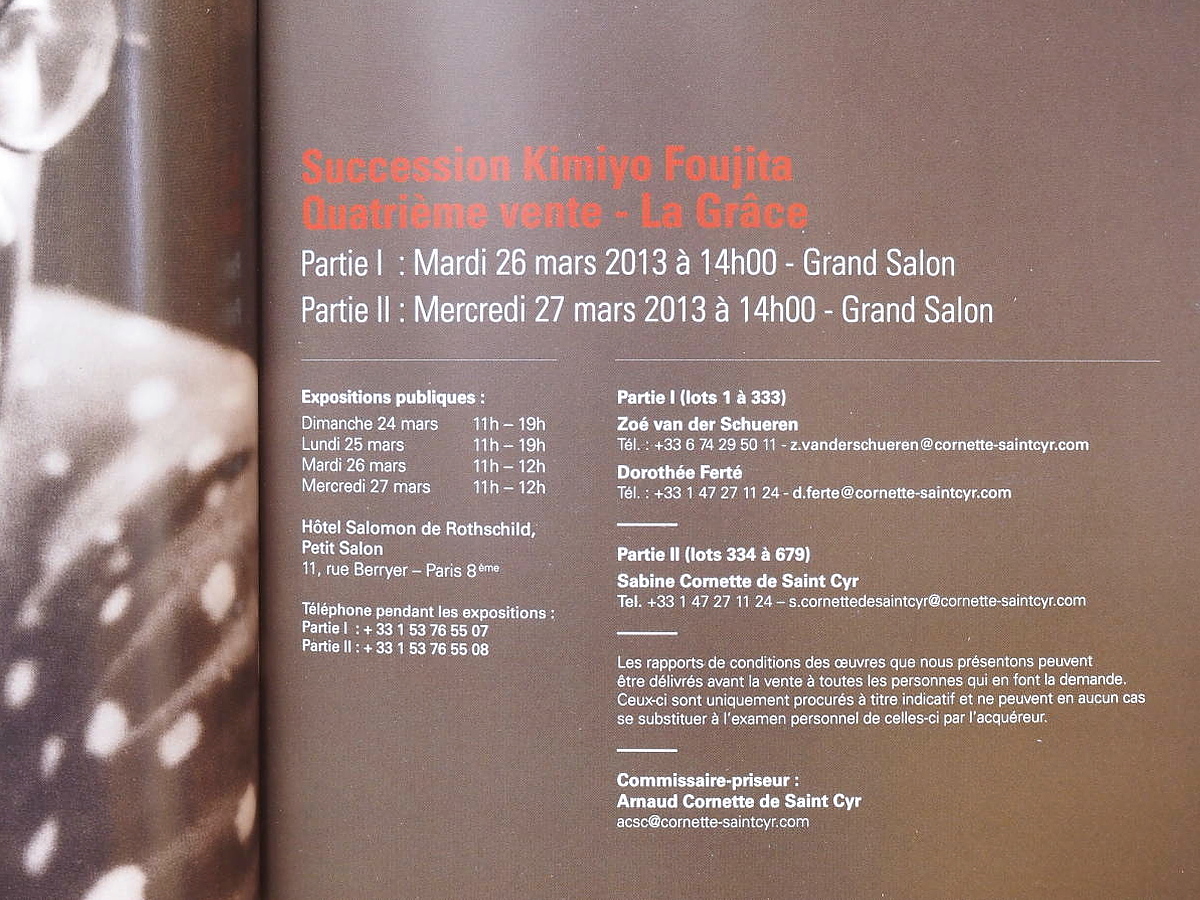 Succession Kimiyo Foujita
Quatrième vente - La Grâce
Partie I : Mardi 26 mars 2013 à 14h00 - Grand Salon
Partie II : Mercredi 27 mars 2013 à 14h00 - Grand Salon
Expositions publiques :
Dimanche 24 mars 11h – 19h
Lundi 25 mars 11h – 19h
Mardi 26 mars 11h – 12h
Mercredi 27 mars 11h – 12h
Hôtel Salomon de Rothschild,
Petit Salon
11, rue Berryer – Paris 8ème
Téléphone pendant les expositions :
Partie I : + 33 1 53 76 55 07
Partie II : + 33 1 53 76 55 08
Partie I (lots 1 à 333)
Zoé van der Schueren
Tél. : +33 6 74 29 50 11 - z.vanderschueren@cornette-saintcyr.com
Dorothée Ferté
Tél. : +33 1 47 27 11 24 - d.ferte@cornette-saintcyr.com
Partie II (lots 334 à 679)
Sabine Cornette de Saint Cyr
Tel. +33 1 47 27 11 24 – s.cornettedesaintcyr@cornette-saintcyr.com
Les rapports de conditions des œuvres que nous présentons peuvent
être délivrés avant la vente à toutes les personnes qui en font la demande.
Ceux-ci sont uniquement procurés à titre indicatif et ne peuvent en aucun cas
se substituer à l'examen personnel de celles-ci par l'acquéreur.
Commissaire-priseur :
Arnaud Cornette de Saint Cyr
acsc@cornette-saintcyr.com